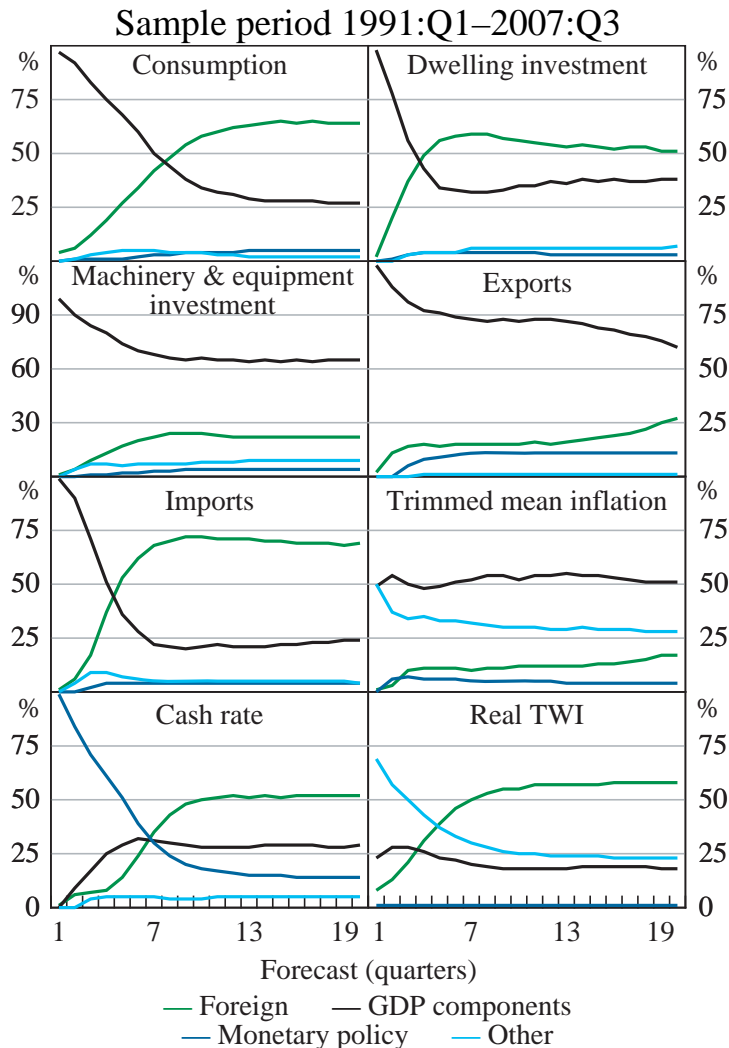 Sample period 1991:Q1–2007:Q3
% Consumption Dwelling investment %
75 75
50 50
25 25
Machinery & equipment investment Exports
90 75
60 50
30 25
% Imports Trimmed mean inflation %
75 75
50 50
25 25
% Cash rate Real TWI %
75 75
50 50
25 25
0 0
1 7 13 19 1 7 13 19
Forecast (quarters)
Foreign GDP components
Monetary policy Other